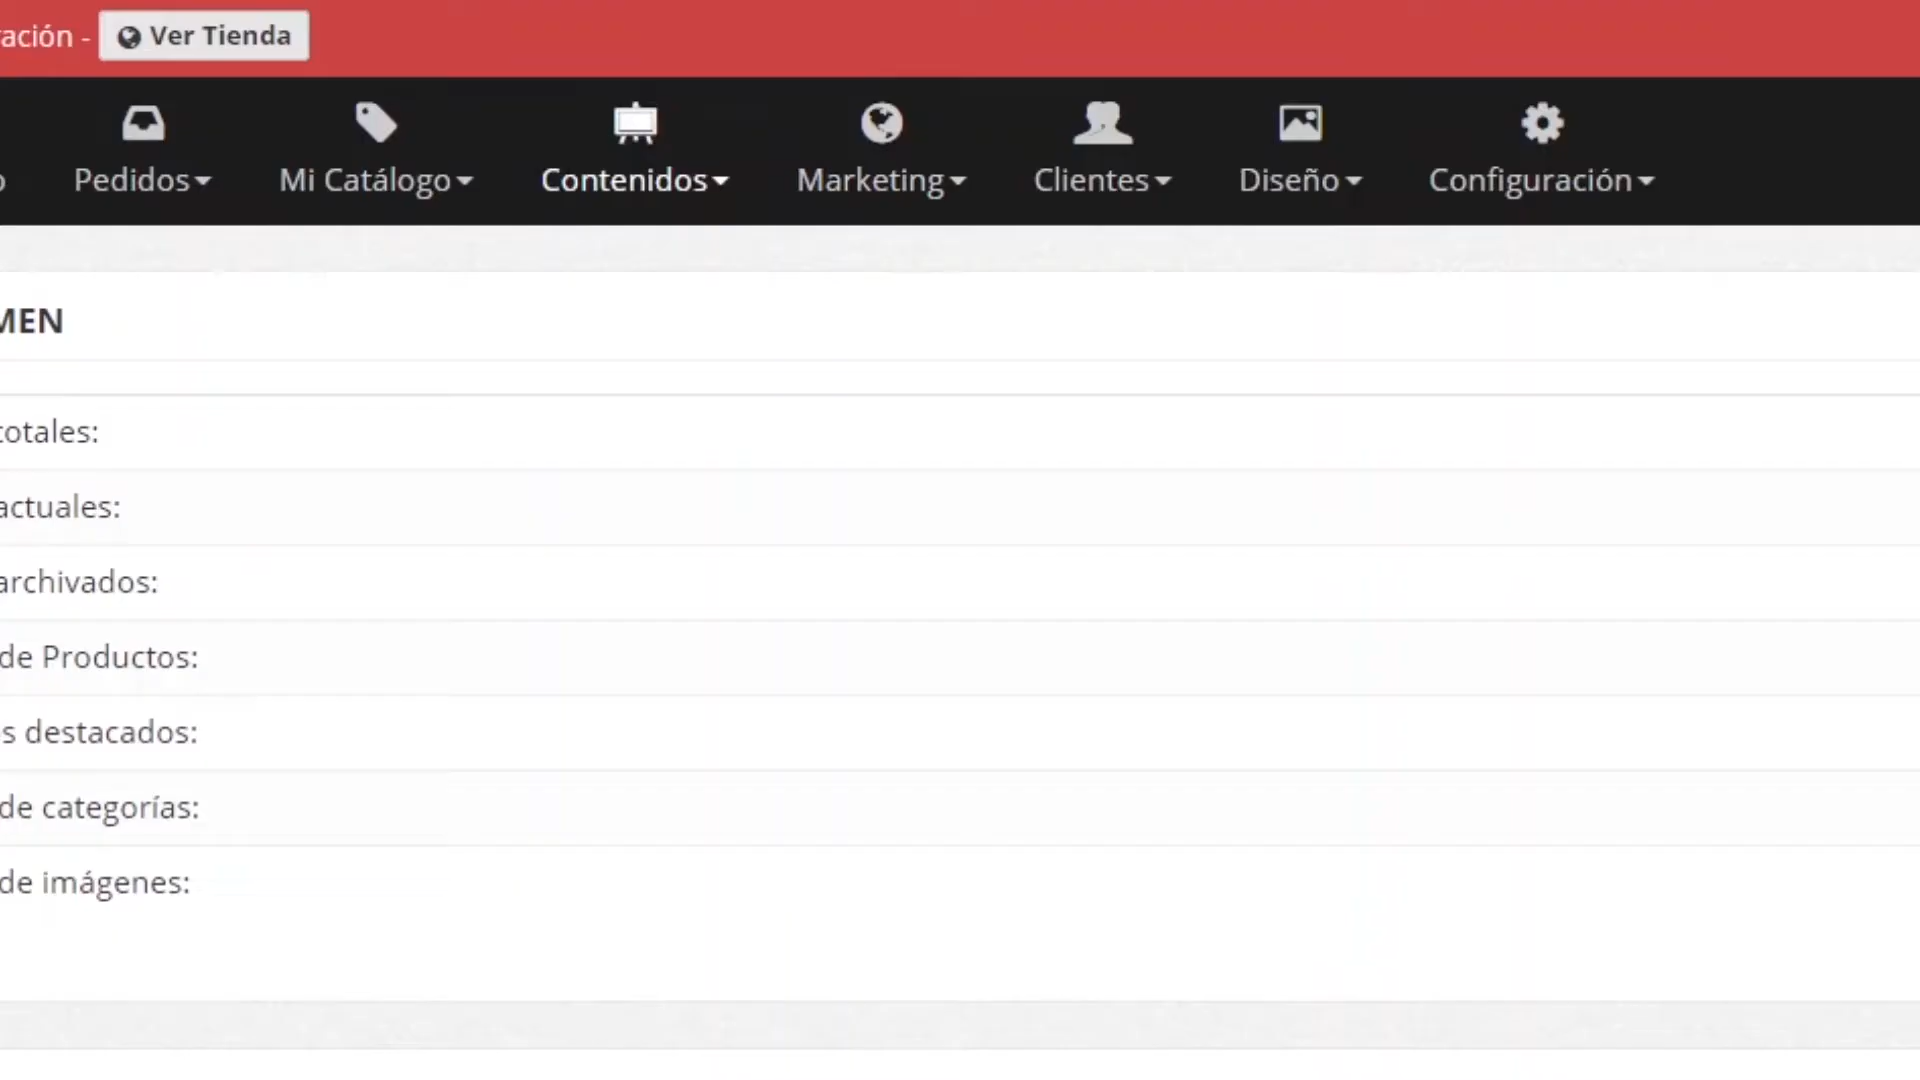 ación - Ver Tienda
Pedidos Mi Catálogo Contenidos Marketing Clientes Diseño Configuración
MEN
totales:
actuales:
archivados:
de Productos:
s destacados:
de categorías:
de imágenes: